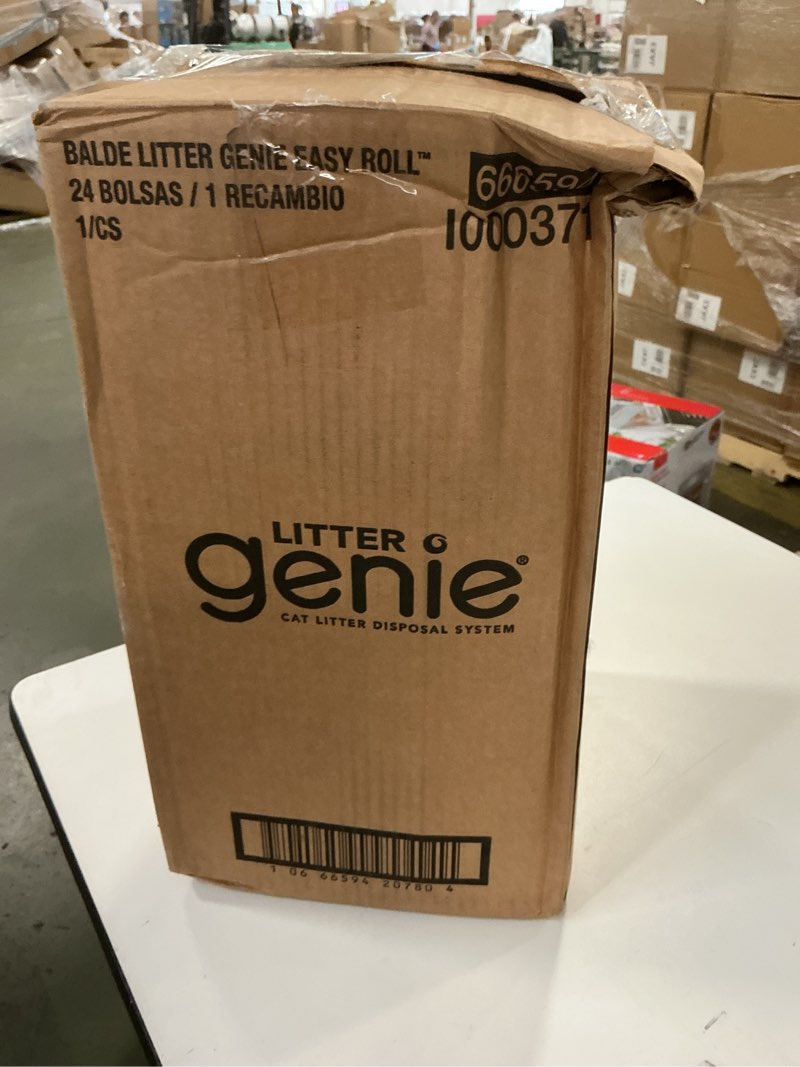 BALDE LITTER GENIE EASY ROLL™
24 BOLSAS / 1 RECAMBIO
1/CS
666594
1000371
LITTER
genie®
CAT LITTER DISPOSAL SYSTEM
1 06 66594 20780 4